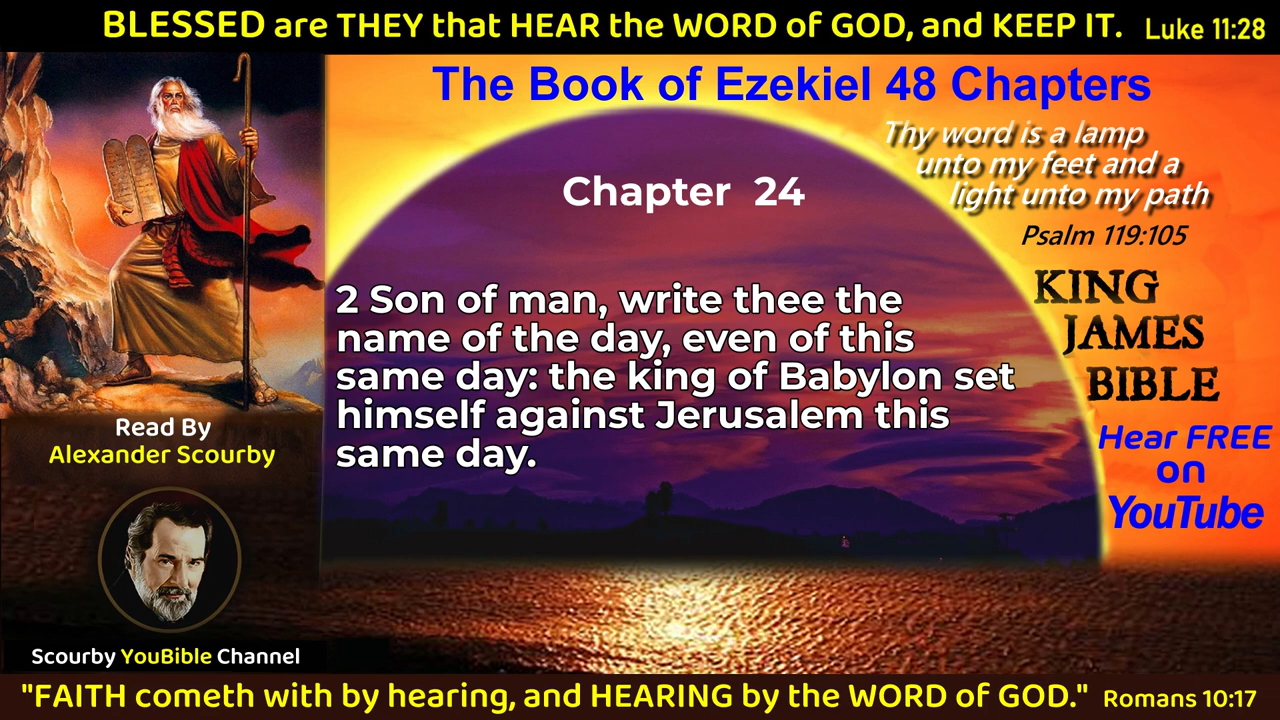 BLESSED are THEY that HEAR the WORD of GOD, and KEEP IT. Luke 11:28
The Book of Ezekiel 48 Chapters
Thy word is a lamp
unto my feet and a
light unto my path
Psalm 119:105
KING
JAMES
BIBLE
Hear FREE
on
YouTube
Chapter 24
2 Son of man, write thee the
name of the day, even of this
same day: the king of Babylon set
himself against Jerusalem this
same day.
Read By
Alexander Scourby
Scourby YouBible Channel
"FAITH cometh with by hearing, and HEARING by the WORD of GOD." Romans 10:17